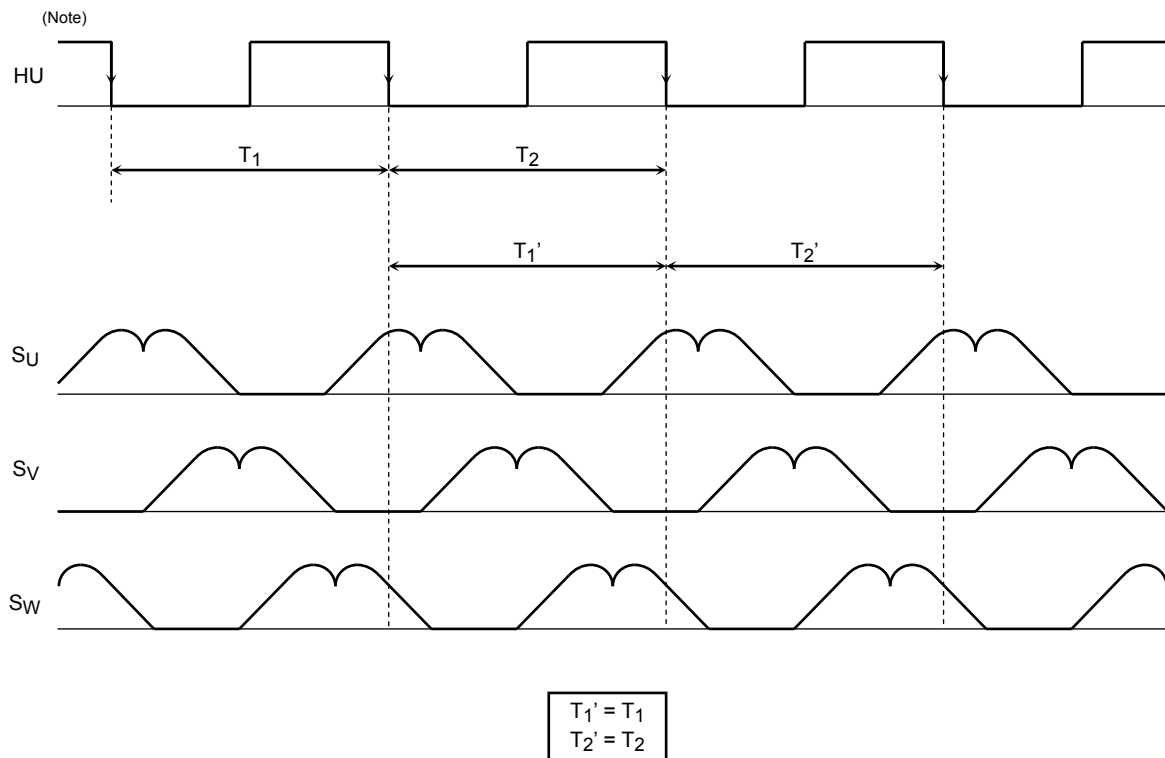 (Note)
HU
T1
T2
T1’
T2’
SU
SV
SW
T1’ = T1
T2’ = T2